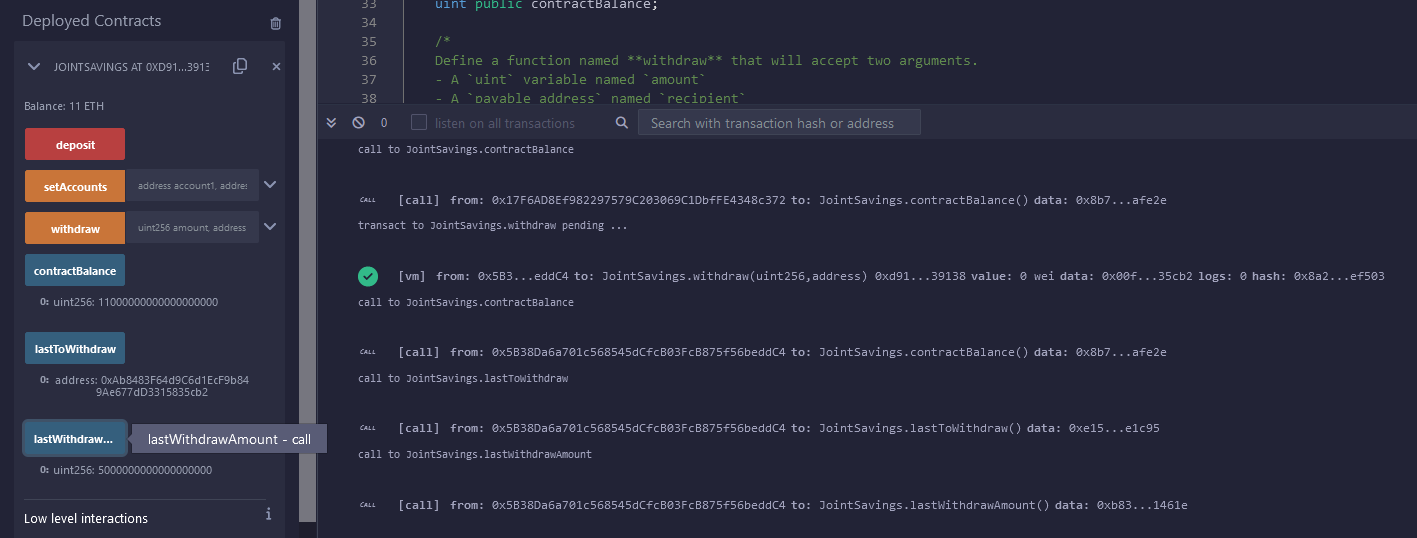 Deployed Contracts
JOINTSAVINGS AT 0XD91...3913
Balance: 11 ETH
deposit
setAccounts address account1, addres
withdraw uint256 amount, address
contractBalance
0: uint256: 11000000000000000000
lastToWithdraw
0: address: 0xAb8483F64d9C6d1EcF9b84
9Ae677dD3315835cb2
lastWithdraw...
lastWithdrawAmount - call
0: uint256: 5000000000000000000
Low level interactions
i
33 uint public contractBalance;
34
35 /*
36 Define a function named **withdraw** that will accept two arguments.
37 - A `uint` variable named `amount`
38 - A `payable address` named `recipient`
0 listen on all transactions Search with transaction hash or address
call to JointSavings.contractBalance
CALL [call] from: 0x17F6AD8Ef982297579C203069C1DbfFE4348c372 to: JointSavings.contractBalance() data: 0x8b7...afe2e
transact to JointSavings.withdraw pending ...
[vm] from: 0x5B3...eddC4 to: JointSavings.withdraw(uint256,address) 0xd91...39138 value: 0 wei data: 0x00f...35cb2 logs: 0 hash: 0x8a2...ef503
call to JointSavings.contractBalance
CALL [call] from: 0x5B38Da6a701c568545dCfcB03FcB875f56beddC4 to: JointSavings.contractBalance() data: 0x8b7...afe2e
call to JointSavings.lastToWithdraw
CALL [call] from: 0x5B38Da6a701c568545dCfcB03FcB875f56beddC4 to: JointSavings.lastToWithdraw() data: 0xe15...e1c95
call to JointSavings.lastWithdrawAmount
CALL [call] from: 0x5B38Da6a701c568545dCfcB03FcB875f56beddC4 to: JointSavings.lastWithdrawAmount() data: 0xb83...1461e